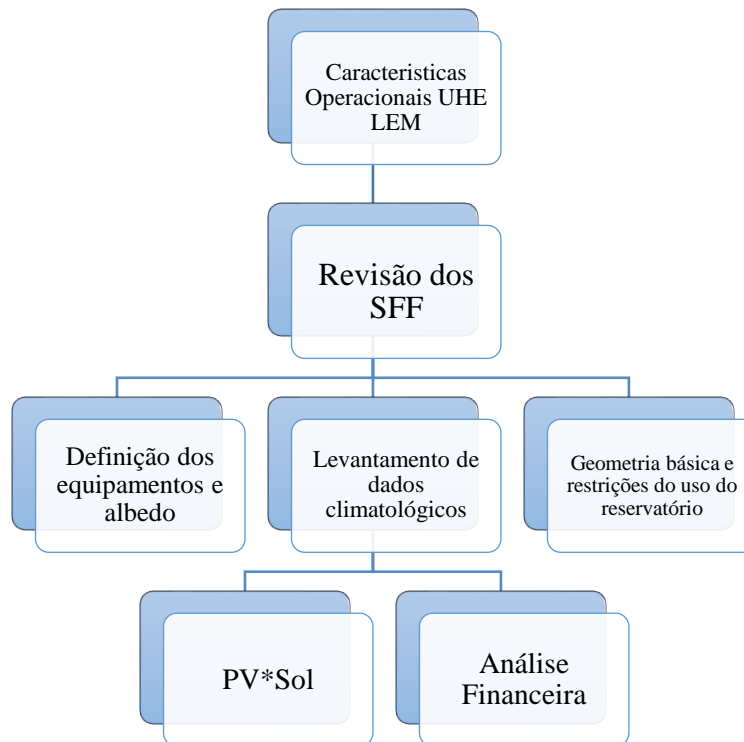 Caracteristicas
Operacionais UHE
LEM
Revisão dos
SFF
Definição dos
equipamentos e
albedo
Levantamento de
dados
climatológicos
Geometria básica e
restrições do uso do
reservatório
PV*Sol
Análise
Financeira